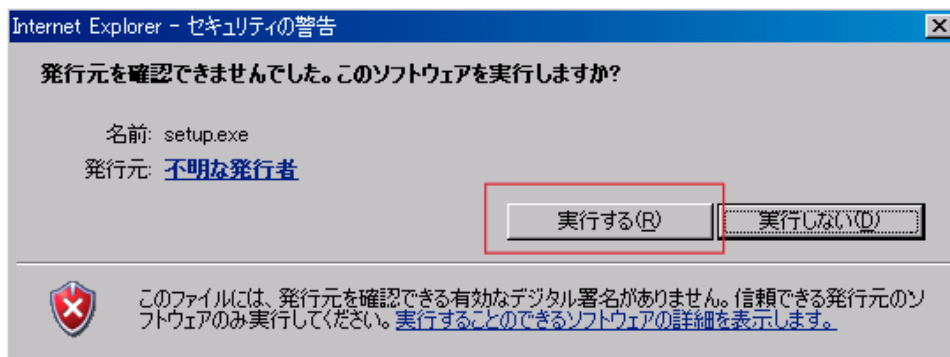 Internet Explorer - セキュリティの警告
発行元を確認できませんでした。このソフトウェアを実行しますか?
名前: setup.exe
発行元: 不明な発行者
実行する(R) 実行しない(D)
このファイルには、発行元を確認できる有効なデジタル署名がありません。信頼できる発行元のソ
フトウェアのみ実行してください。実行することのできるソフトウェアの詳細を表示します。